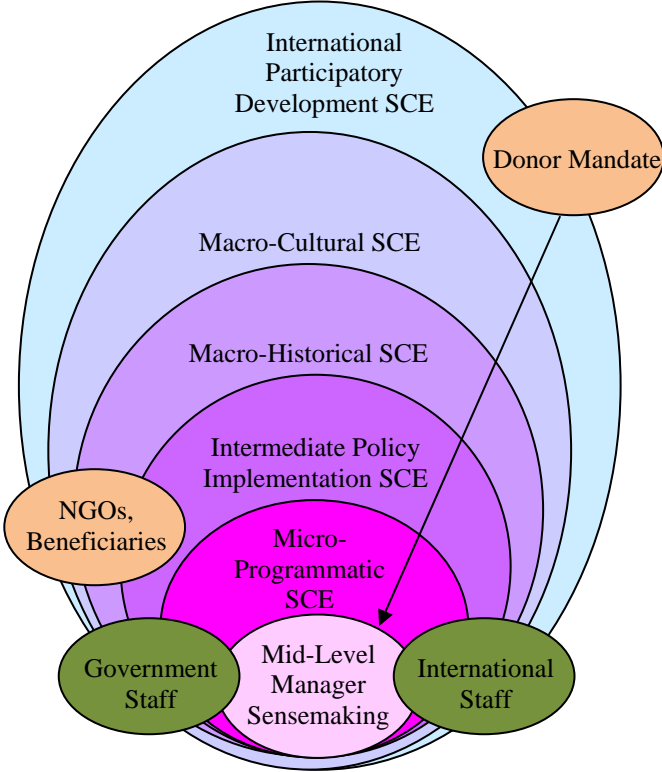 International
Participatory
Development SCE
Donor Mandate
Macro-Cultural SCE
Macro-Historical SCE
Intermediate Policy
Implementation SCE
NGOs,
Beneficiaries
Micro-
Programmatic
SCE
Government
Staff
Mid-Level
Manager
Sensemaking
International
Staff